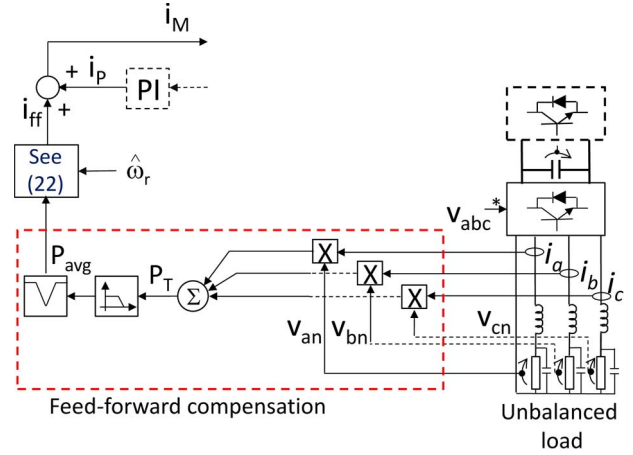 i_M
+ i_P
PI
i_ff +
See
(22)
ω̂_r
v_abc *
P_avg
P_T
Σ
X
X
X
i_a
i_b
i_c
v_an
v_bn
v_cn
Feed-forward compensation
Unbalanced
load